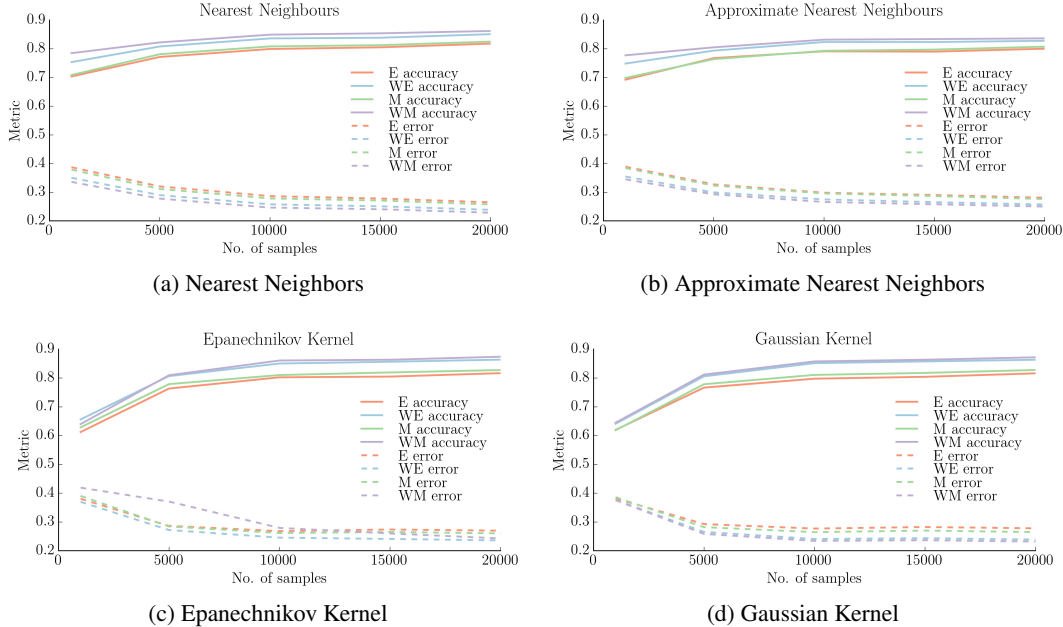 Nearest Neighbours
0.9
0.8
0.7
0.6
0.5
0.4
0.3
0.2
Metric
E accuracy
WE accuracy
M accuracy
WM accuracy
E error
WE error
M error
WM error
0 5000 10000 15000 20000
No. of samples
(a) Nearest Neighbors
Approximate Nearest Neighbours
0.9
0.8
0.7
0.6
0.5
0.4
0.3
0.2
Metric
E accuracy
WE accuracy
M accuracy
WM accuracy
E error
WE error
M error
WM error
0 5000 10000 15000 20000
No. of samples
(b) Approximate Nearest Neighbors
Epanechnikov Kernel
0.9
0.8
0.7
0.6
0.5
0.4
0.3
0.2
Metric
E accuracy
WE accuracy
M accuracy
WM accuracy
E error
WE error
M error
WM error
0 5000 10000 15000 20000
No. of samples
(c) Epanechnikov Kernel
Gaussian Kernel
0.9
0.8
0.7
0.6
0.5
0.4
0.3
0.2
Metric
E accuracy
WE accuracy
M accuracy
WM accuracy
E error
WE error
M error
WM error
0 5000 10000 15000 20000
No. of samples
(d) Gaussian Kernel